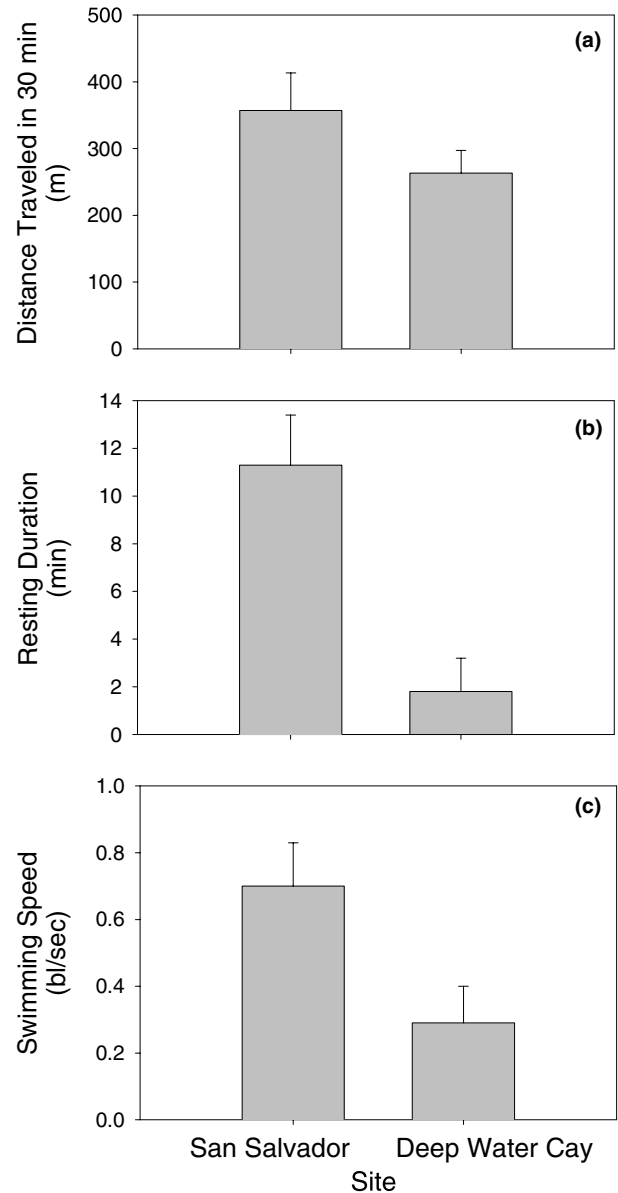 500
(a)
400
300
200
100
0
Distance Traveled in 30 min
(m)
14
(b)
12
10
8
6
4
2
0
Resting Duration
(min)
1.0
(c)
0.8
0.6
0.4
0.2
0.0
Swimming Speed
(bl/sec)
San Salvador Deep Water Cay
Site